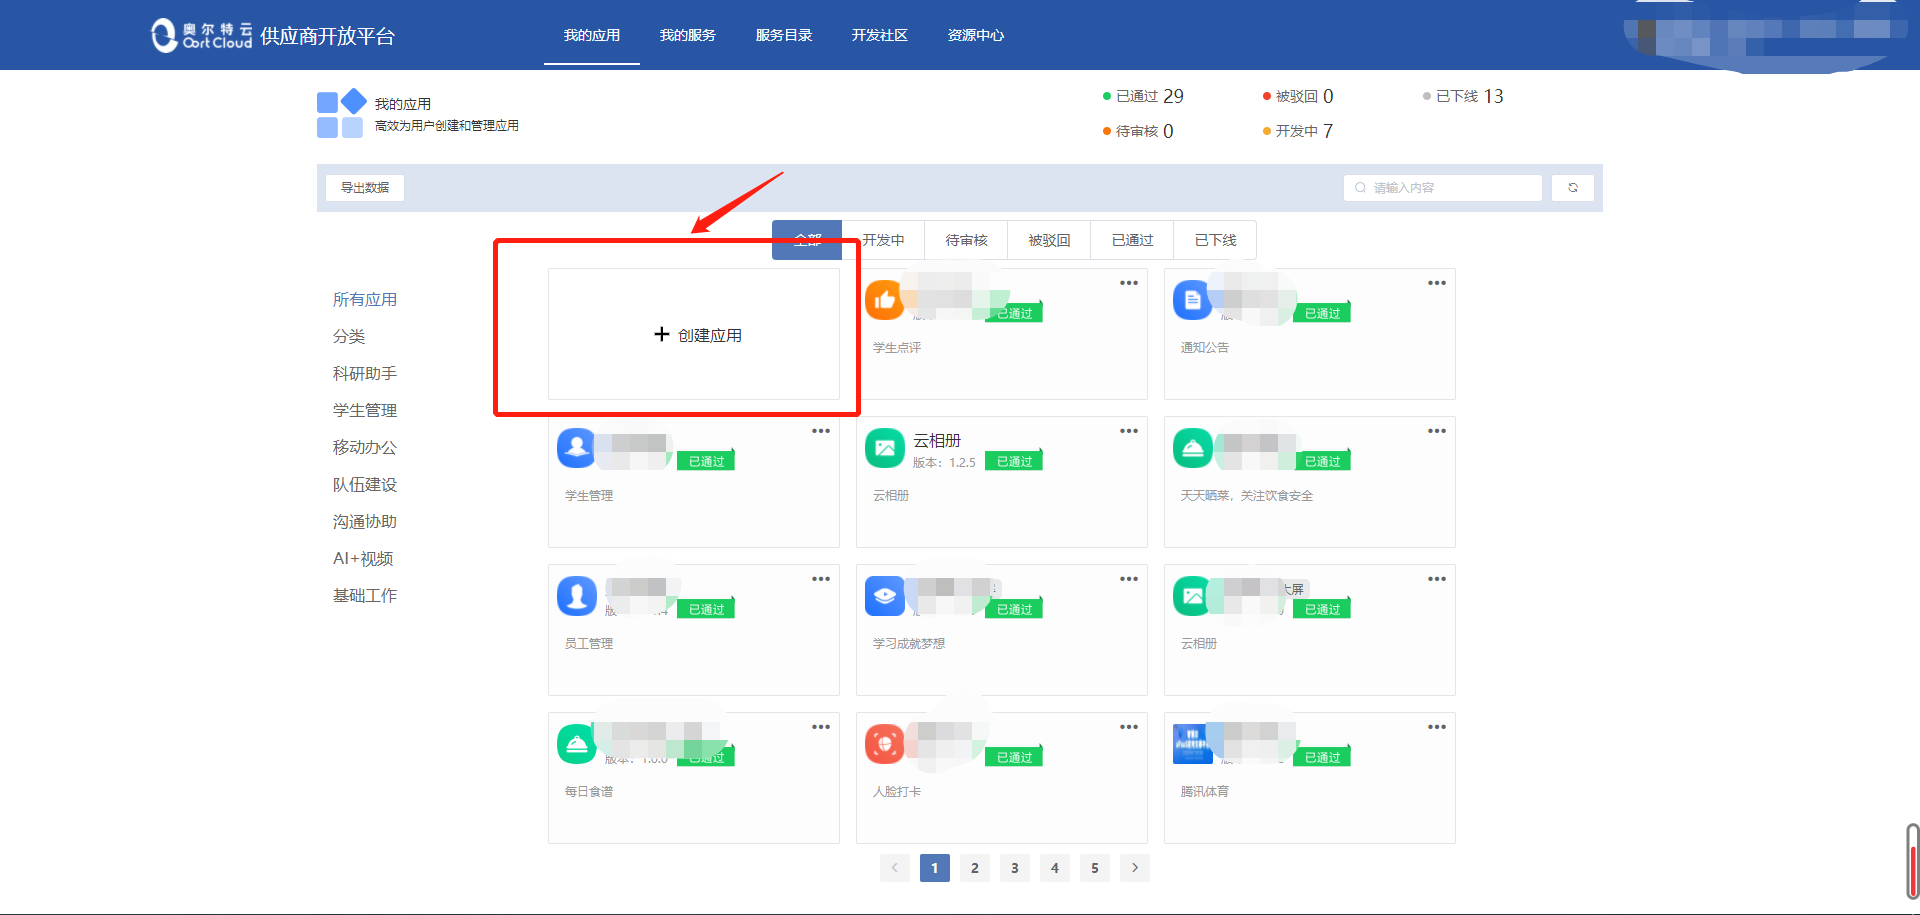 奥尔特云
Oort Cloud
供应商开放平台
我的应用 我的服务 服务目录 开发社区 资源中心
我的应用
高效为用户创建和管理应用
已通过 29 被驳回 0 已下线 13
待审核 0 开发中 7
导出数据
请输入内容
全部 开发中 待审核 被驳回 已通过 已下线
所有应用
分类
科研助手
学生管理
移动办公
队伍建设
沟通协助
AI+视频
基础工作
创建应用
已通过
学生点评
已通过
通知公告
已通过
学生管理
云相册
版本：1.2.5 已通过
云相册
已通过
天天晒菜，关注饮食安全
已通过
员工管理
已通过
学习成就梦想
大屏
已通过
云相册
版本：1.0.0 已通过
每日食谱
已通过
人脸打卡
已通过
腾讯体育
1 2 3 4 5